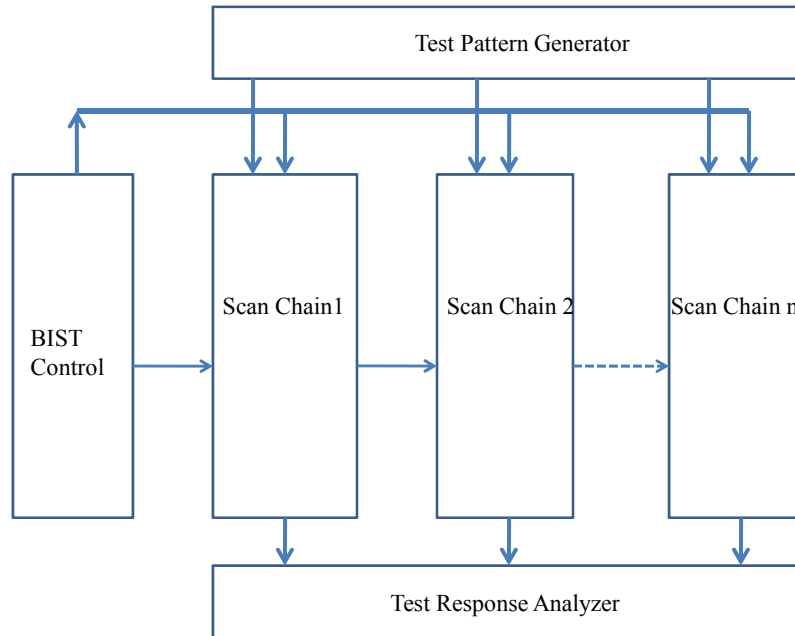 Test Pattern Generator
Scan Chain1
Scan Chain 2
Scan Chain n
BIST
Control
Test Response Analyzer